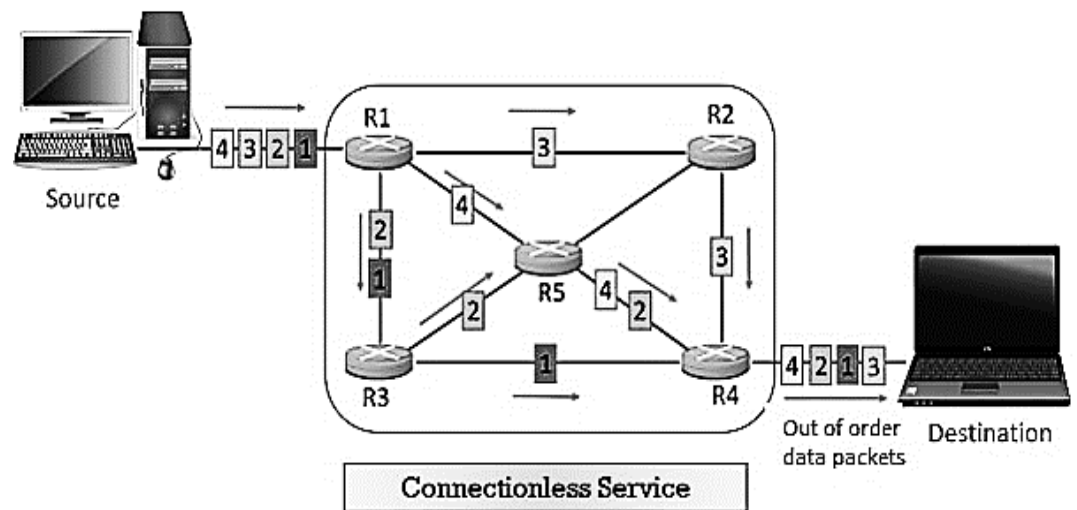 Source
4 3 2 1
R1
R2
3
4
2
1
3
R5
4
2
2
R3
1
R4
4 2 1 3
Out of order
data packets
Destination
Connectionless Service